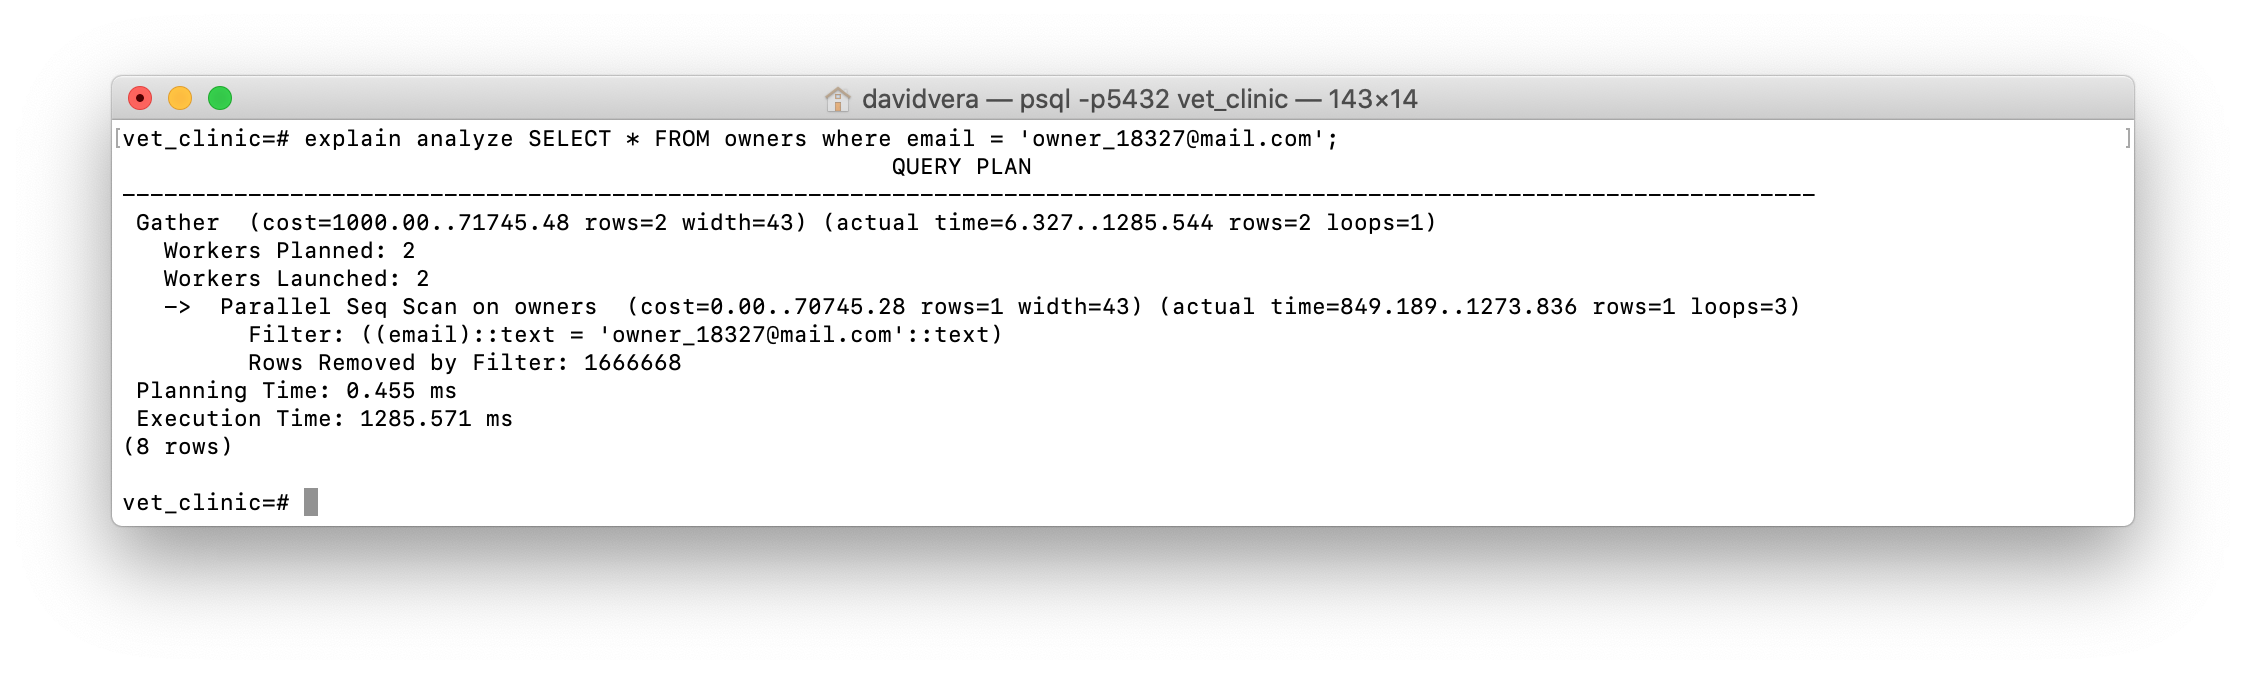 davidvera — psql -p5432 vet_clinic — 143×14
[vet_clinic=# explain analyze SELECT * FROM owners where email = 'owner_18327@mail.com'; ]
QUERY PLAN
-------------------------------------------------------------------------------------------------------------------------
Gather  (cost=1000.00..71745.48 rows=2 width=43) (actual time=6.327..1285.544 rows=2 loops=1)
Workers Planned: 2
Workers Launched: 2
->  Parallel Seq Scan on owners  (cost=0.00..70745.28 rows=1 width=43) (actual time=849.189..1273.836 rows=1 loops=3)
Filter: ((email)::text = 'owner_18327@mail.com'::text)
Rows Removed by Filter: 1666668
Planning Time: 0.455 ms
Execution Time: 1285.571 ms
(8 rows)
vet_clinic=#